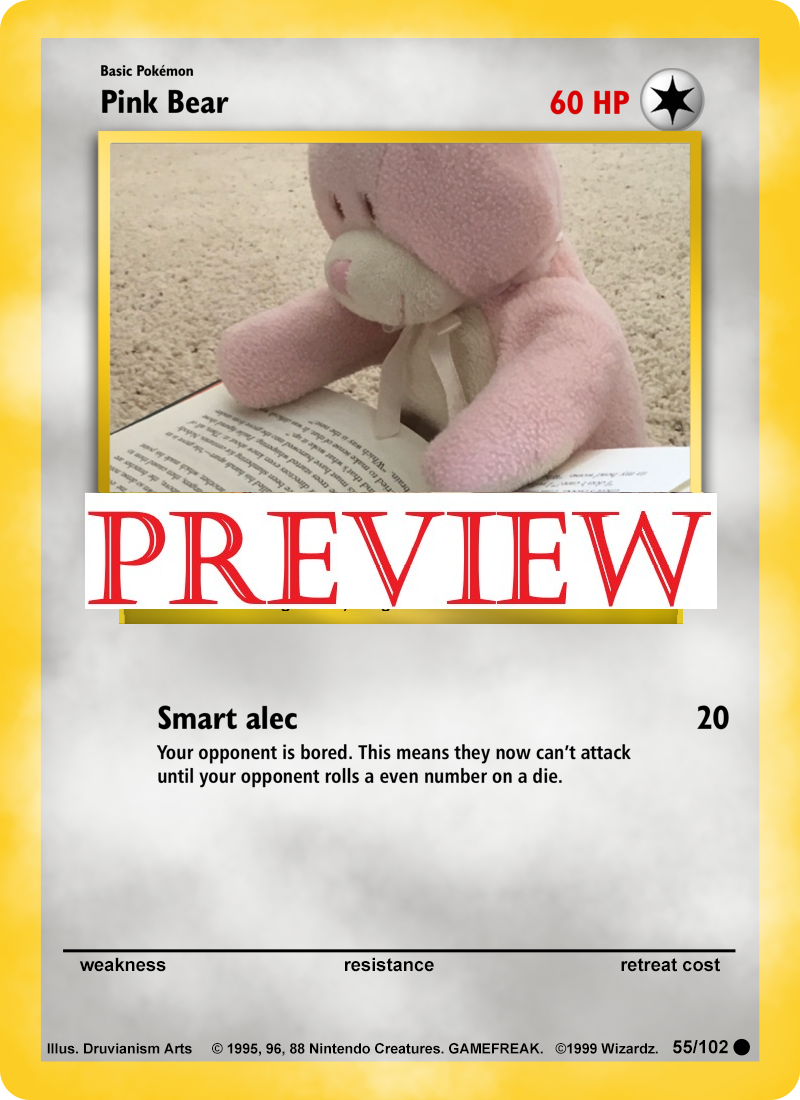 Basic Pokémon
Pink Bear
60 HP
PREVIEW
Smart alec
20
Your opponent is bored. This means they now can’t attack
until your opponent rolls a even number on a die.
weakness resistance retreat cost
Illus. Druvianism Arts © 1995, 96, 88 Nintendo Creatures. GAMEFREAK. ©1999 Wizardz. 55/102